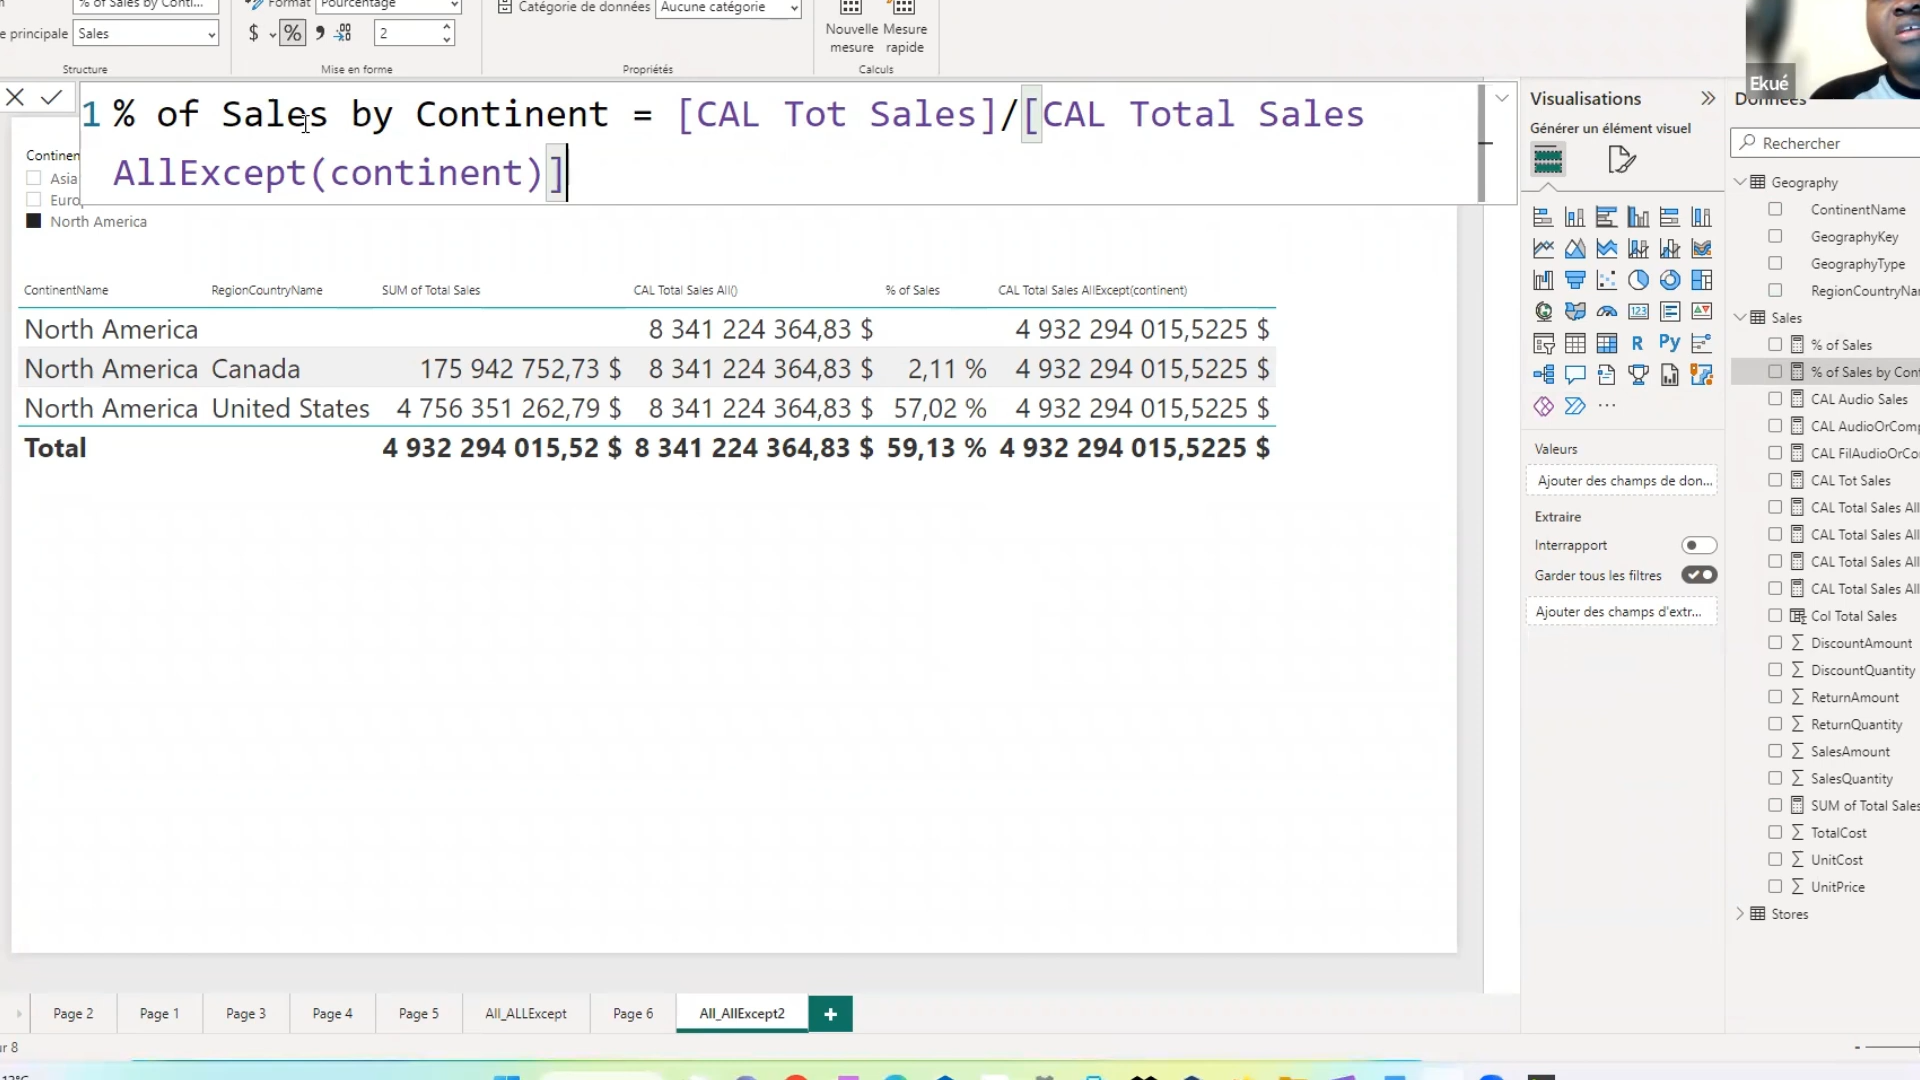 % of Sales by Conti...
Format
Pourcentage
Catégorie de données
Aucune catégorie
e principale
Sales
$
%
2
Nouvelle mesure
Mesure rapide
Structure
Mise en forme
Propriétés
Calculs
Ekué
1 % of Sales by Continent = [CAL Tot Sales]/[CAL Total Sales
AllExcept(continent)]
Continen
Asia
Euro
North America
ContinentName RegionCountryName SUM of Total Sales CAL Total Sales All() % of Sales CAL Total Sales AllExcept(continent)
North America 8 341 224 364,83 $ 4 932 294 015,5225 $
North America Canada 175 942 752,73 $ 8 341 224 364,83 $ 2,11 % 4 932 294 015,5225 $
North America United States 4 756 351 262,79 $ 8 341 224 364,83 $ 57,02 % 4 932 294 015,5225 $
Total 4 932 294 015,52 $ 8 341 224 364,83 $ 59,13 % 4 932 294 015,5225 $
Visualisations
Générer un élément visuel
R
Py
123
...
Valeurs
Ajouter des champs de don...
Extraire
Interrapport
Garder tous les filtres
Ajouter des champs d'extr...
Données
Rechercher
Geography
ContinentName
GeographyKey
GeographyType
RegionCountryNa
Sales
% of Sales
% of Sales by Cont
CAL Audio Sales
CAL AudioOrComp
CAL FilAudioOrCo
CAL Tot Sales
CAL Total Sales All
CAL Total Sales All
CAL Total Sales All
CAL Total Sales All
Col Total Sales
DiscountAmount
DiscountQuantity
ReturnAmount
ReturnQuantity
SalesAmount
SalesQuantity
SUM of Total Sales
TotalCost
UnitCost
UnitPrice
Stores
Page 2
Page 1
Page 3
Page 4
Page 5
All_ALLExcept
Page 6
All_AllExcept2
+
ur 8